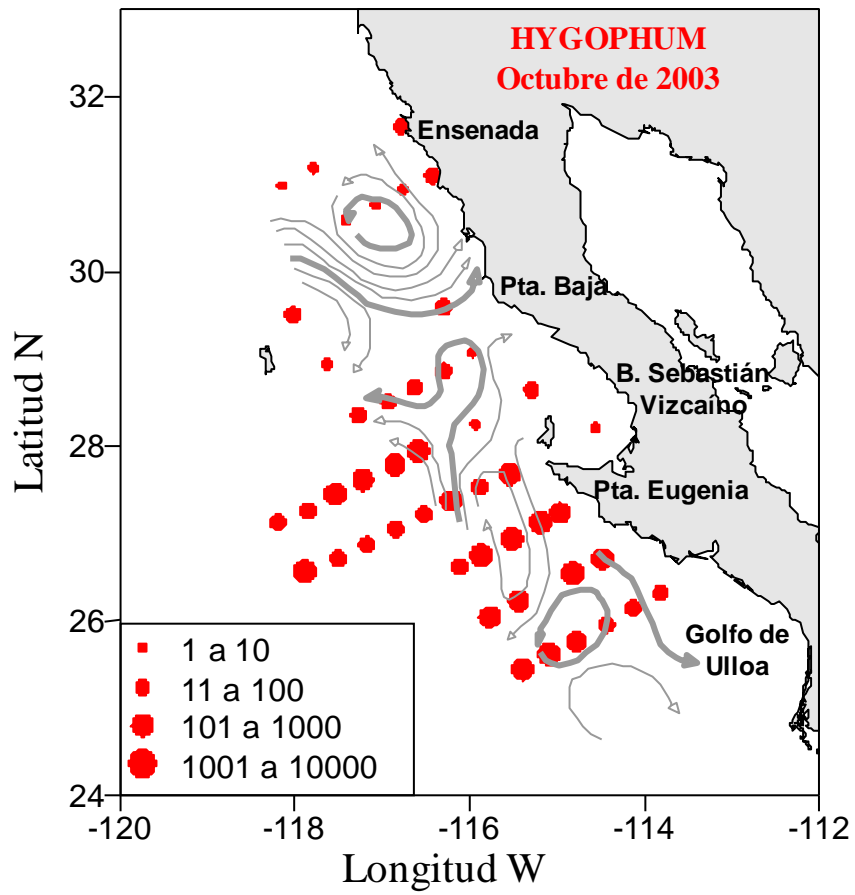 HYGOPHUM
Octubre de 2003
32
Ensenada
30
Pta. Baja
B. Sebastián
Vizcaino
28
Pta. Eugenia
26
Golfo de
Ulloa
1 a 10
11 a 100
101 a 1000
1001 a 10000
24
-120
-118
-116
-114
-112
Latitud N
Longitud W